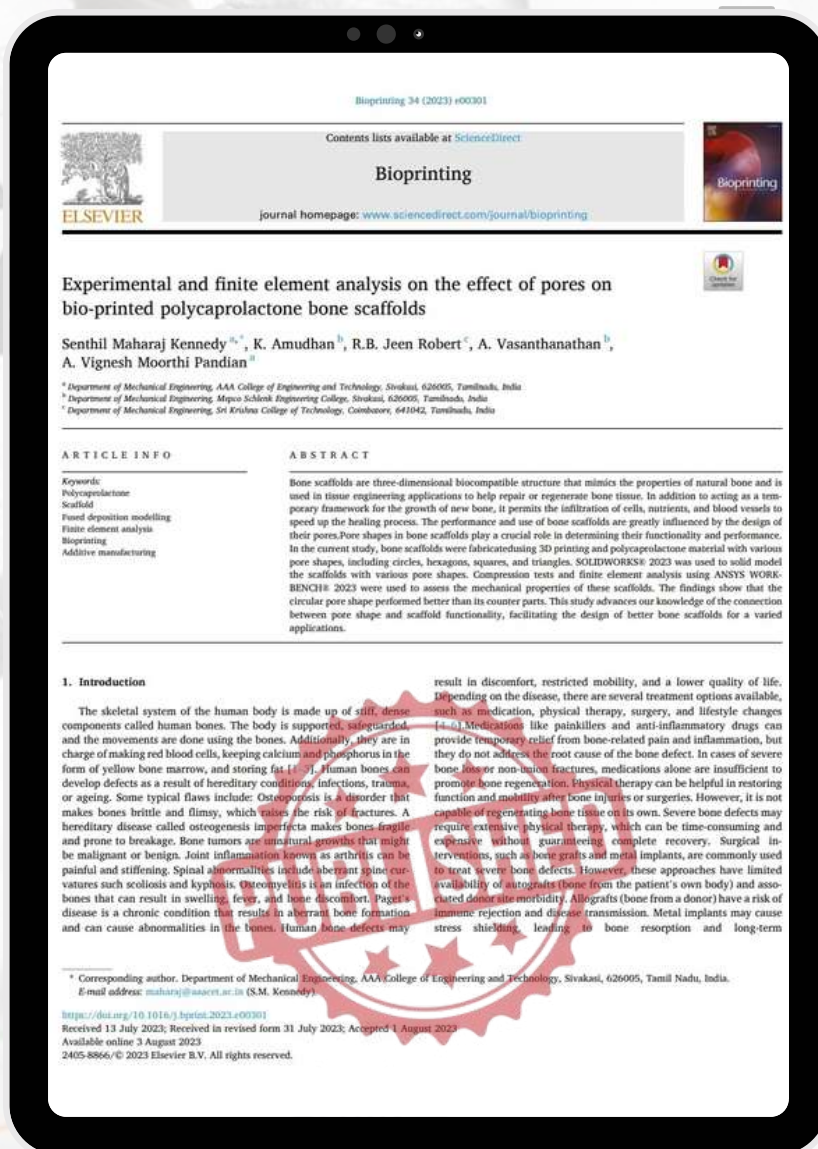 Bioprinting 34 (2023) e00301
Contents lists available at ScienceDirect
Bioprinting
journal homepage: www.sciencedirect.com/journal/bioprinting
ELSEVIER
Bioprinting
Check for
updates
Experimental and finite element analysis on the effect of pores on
bio-printed polycaprolactone bone scaffolds
Senthil Maharaj Kennedy a,*, K. Amudhan b, R.B. Jeen Robert c, A. Vasanthanathan b,
A. Vignesh Moorthi Pandian a
a Department of Mechanical Engineering, AAA College of Engineering and Technology, Sivakasi, 626005, Tamilnadu, India
b Department of Mechanical Engineering, Mepco Schlenk Engineering College, Sivakasi, 626005, Tamilnadu, India
c Department of Mechanical Engineering, Sri Krishna College of Technology, Coimbatore, 641042, Tamilnadu, India
ARTICLE INFO
Keywords:
Polycaprolactone
Scaffold
Fused deposition modelling
Finite element analysis
Bioprinting
Additive manufacturing
ABSTRACT
Bone scaffolds are three-dimensional biocompatible structure that mimics the properties of natural bone and is
used in tissue engineering applications to help repair or regenerate bone tissue. In addition to acting as a tem-
porary framework for the growth of new bone, it permits the infiltration of cells, nutrients, and blood vessels to
speed up the healing process. The performance and use of bone scaffolds are greatly influenced by the design of
their pores.Pore shapes in bone scaffolds play a crucial role in determining their functionality and performance.
In the current study, bone scaffolds were fabricatedusing 3D printing and polycaprolactone material with various
pore shapes, including circles, hexagons, squares, and triangles. SOLIDWORKS® 2023 was used to solid model
the scaffolds with various pore shapes. Compression tests and finite element analysis using ANSYS WORK-
BENCH® 2023 were used to assess the mechanical properties of these scaffolds. The findings show that the
circular pore shape performed better than its counter parts. This study advances our knowledge of the connection
between pore shape and scaffold functionality, facilitating the design of better bone scaffolds for a varied
applications.
1. Introduction
The skeletal system of the human body is made up of stiff, dense
components called human bones. The body is supported, safeguarded,
and the movements are done using the bones. Additionally, they are in
charge of making red blood cells, keeping calcium and phosphorus in the
form of yellow bone marrow, and storing fat [1–3]. Human bones can
develop defects as a result of hereditary conditions, infections, trauma,
or ageing. Some typical flaws include: Osteoporosis is a disorder that
makes bones brittle and flimsy, which raises the risk of fractures. A
hereditary disease called osteogenesis imperfecta makes bones fragile
and prone to breakage. Bone tumors are unnatural growths that might
be malignant or benign. Joint inflammation known as arthritis can be
painful and stiffening. Spinal abnormalities include aberrant spine cur-
vatures such scoliosis and kyphosis. Osteomyelitis is an infection of the
bones that can result in swelling, fever, and bone discomfort. Paget's
disease is a chronic condition that results in aberrant bone formation
and can cause abnormalities in the bones. Human bone defects may
result in discomfort, restricted mobility, and a lower quality of life.
Depending on the disease, there are several treatment options available,
such as medication, physical therapy, surgery, and lifestyle changes
[4–6].Medications like painkillers and anti-inflammatory drugs can
provide temporary relief from bone-related pain and inflammation, but
they do not address the root cause of the bone defect. In cases of severe
bone loss or non-union fractures, medications alone are insufficient to
promote bone regeneration. Physical therapy can be helpful in restoring
function and mobility after bone injuries or surgeries. However, it is not
capable of regenerating bone tissue on its own. Severe bone defects may
require extensive physical therapy, which can be time-consuming and
expensive without guaranteeing complete recovery. Surgical in-
terventions, such as bone grafts and metal implants, are commonly used
to treat severe bone defects. However, these approaches have limited
availability of autografts (bone from the patient's own body) and asso-
ciated donor site morbidity. Allografts (bone from a donor) have a risk of
immune rejection and disease transmission. Metal implants may cause
stress shielding, leading to bone resorption and long-term
PUBLISHED
* Corresponding author. Department of Mechanical Engineering, AAA College of Engineering and Technology, Sivakasi, 626005, Tamil Nadu, India.
E-mail address: maharaj@aaacet.ac.in (S.M. Kennedy).
https://doi.org/10.1016/j.bprint.2023.e00301
Received 13 July 2023; Received in revised form 31 July 2023; Accepted 1 August 2023
Available online 3 August 2023
2405-8866/© 2023 Elsevier B.V. All rights reserved.